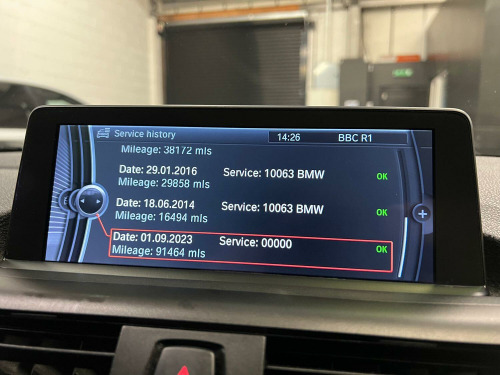 Service history 14:26 BBC R1
Mileage: 38172 mls
Date: 29.01.2016 Service: 10063 BMW
Mileage: 29858 mls OK
Date: 18.06.2014 Service: 10063 BMW
Mileage: 16494 mls OK
Date: 01.09.2023 Service: 00000
Mileage: 91464 mls OK